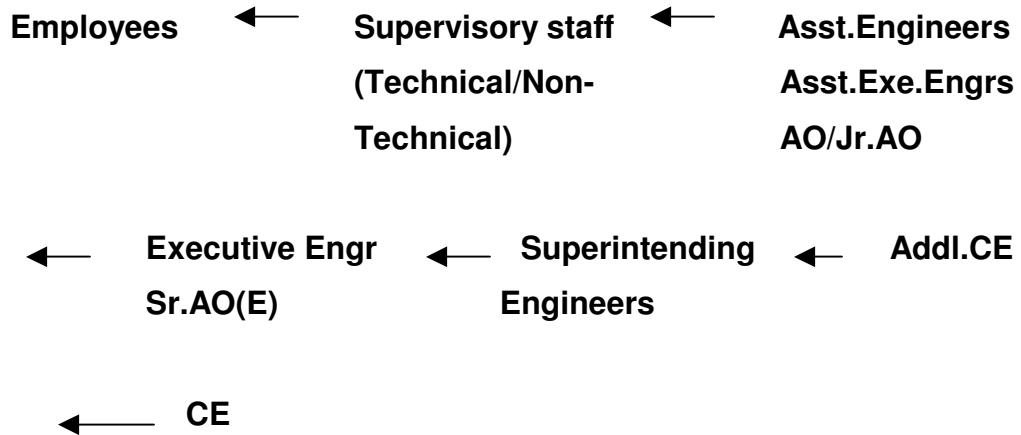 Employees Supervisory staff Asst.Engineers
(Technical/Non- Asst.Exe.Engrs
Technical) AO/Jr.AO
Executive Engr Superintending Addl.CE
Sr.AO(E) Engineers
CE